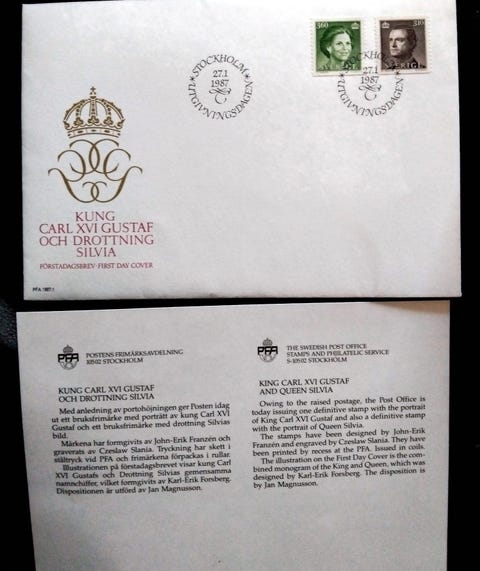 3.60
SVERIGE
3.10
SVERIGE
STOCKHOLM
27.1
1987
UTGIVNINGSDAGEN
STOCKHOLM
27.1
1987
UTGIVNINGSDAGEN
KUNG
CARL XVI GUSTAF
OCH DROTTNING
SILVIA
FÖRSTADAGSBREV · FIRST DAY COVER
PFA 1987:1
PFA
POSTENS FRIMÄRKSAVDELNING
105 02 STOCKHOLM
KUNG CARL XVI GUSTAF
OCH DROTTNING SILVIA
Med anledning av portohöjningen ger Posten idag
ut ett bruksfrimärke med porträtt av kung Carl XVI
Gustaf och ett bruksfrimärke med drottning Silvias
bild.
Märkena har formgivits av John-Erik Franzén och
graverats av Czeslaw Slania. Tryckning har skett i
ståltryck vid PFA och frimärkena förpackas i rullar.
Illustrationen på förstadagsbrevet visar kung Carl
XVI Gustafs och drottning Silvias gemensamma
namnchiffer, vilket formgivits av Karl-Erik Forsberg.
Dispositionen är utförd av Jan Magnusson.
PFA
THE SWEDISH POST OFFICE
STAMPS AND PHILATELIC SERVICE
S-105 02 STOCKHOLM
KING CARL XVI GUSTAF
AND QUEEN SILVIA
Owing to the raised postage, the Post Office is
today issuing one definitive stamp with the portrait
of King Carl XVI Gustaf and also a definitive stamp
with the portrait of Queen Silvia.
The stamps have been designed by John-Erik
Franzén and engraved by Czeslaw Slania. They have
been printed by recess at the PFA. Issued in coils.
The illustration on the First Day Cover is the com-
bined monogram of the King and Queen, which was
designed by Karl-Erik Forsberg. The disposition is
by Jan Magnusson.